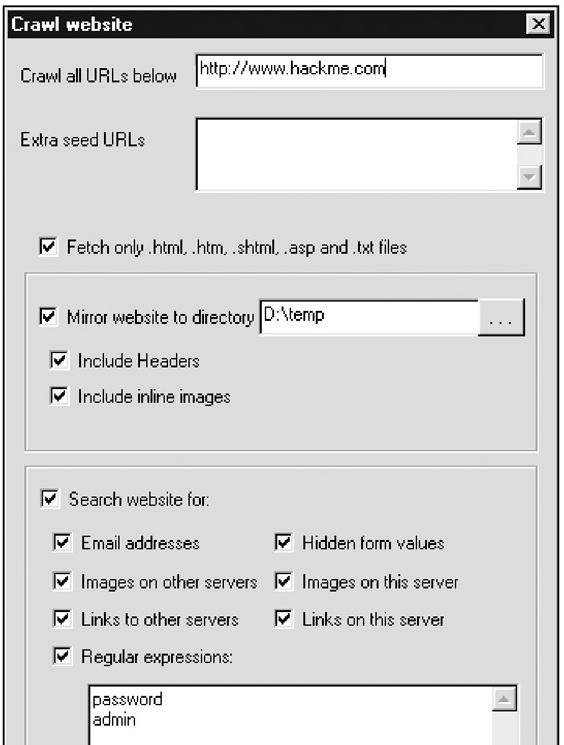 Crawl website
Crawl all URLs below http://www.hackme.com
Extra seed URLs
Fetch only .html, .htm, .shtml, .asp and .txt files
Mirror website to directory D:\temp ...
Include Headers
Include inline images
Search website for:
Email addresses Hidden form values
Images on other servers Images on this server
Links to other servers Links on this server
Regular expressions:
password
admin